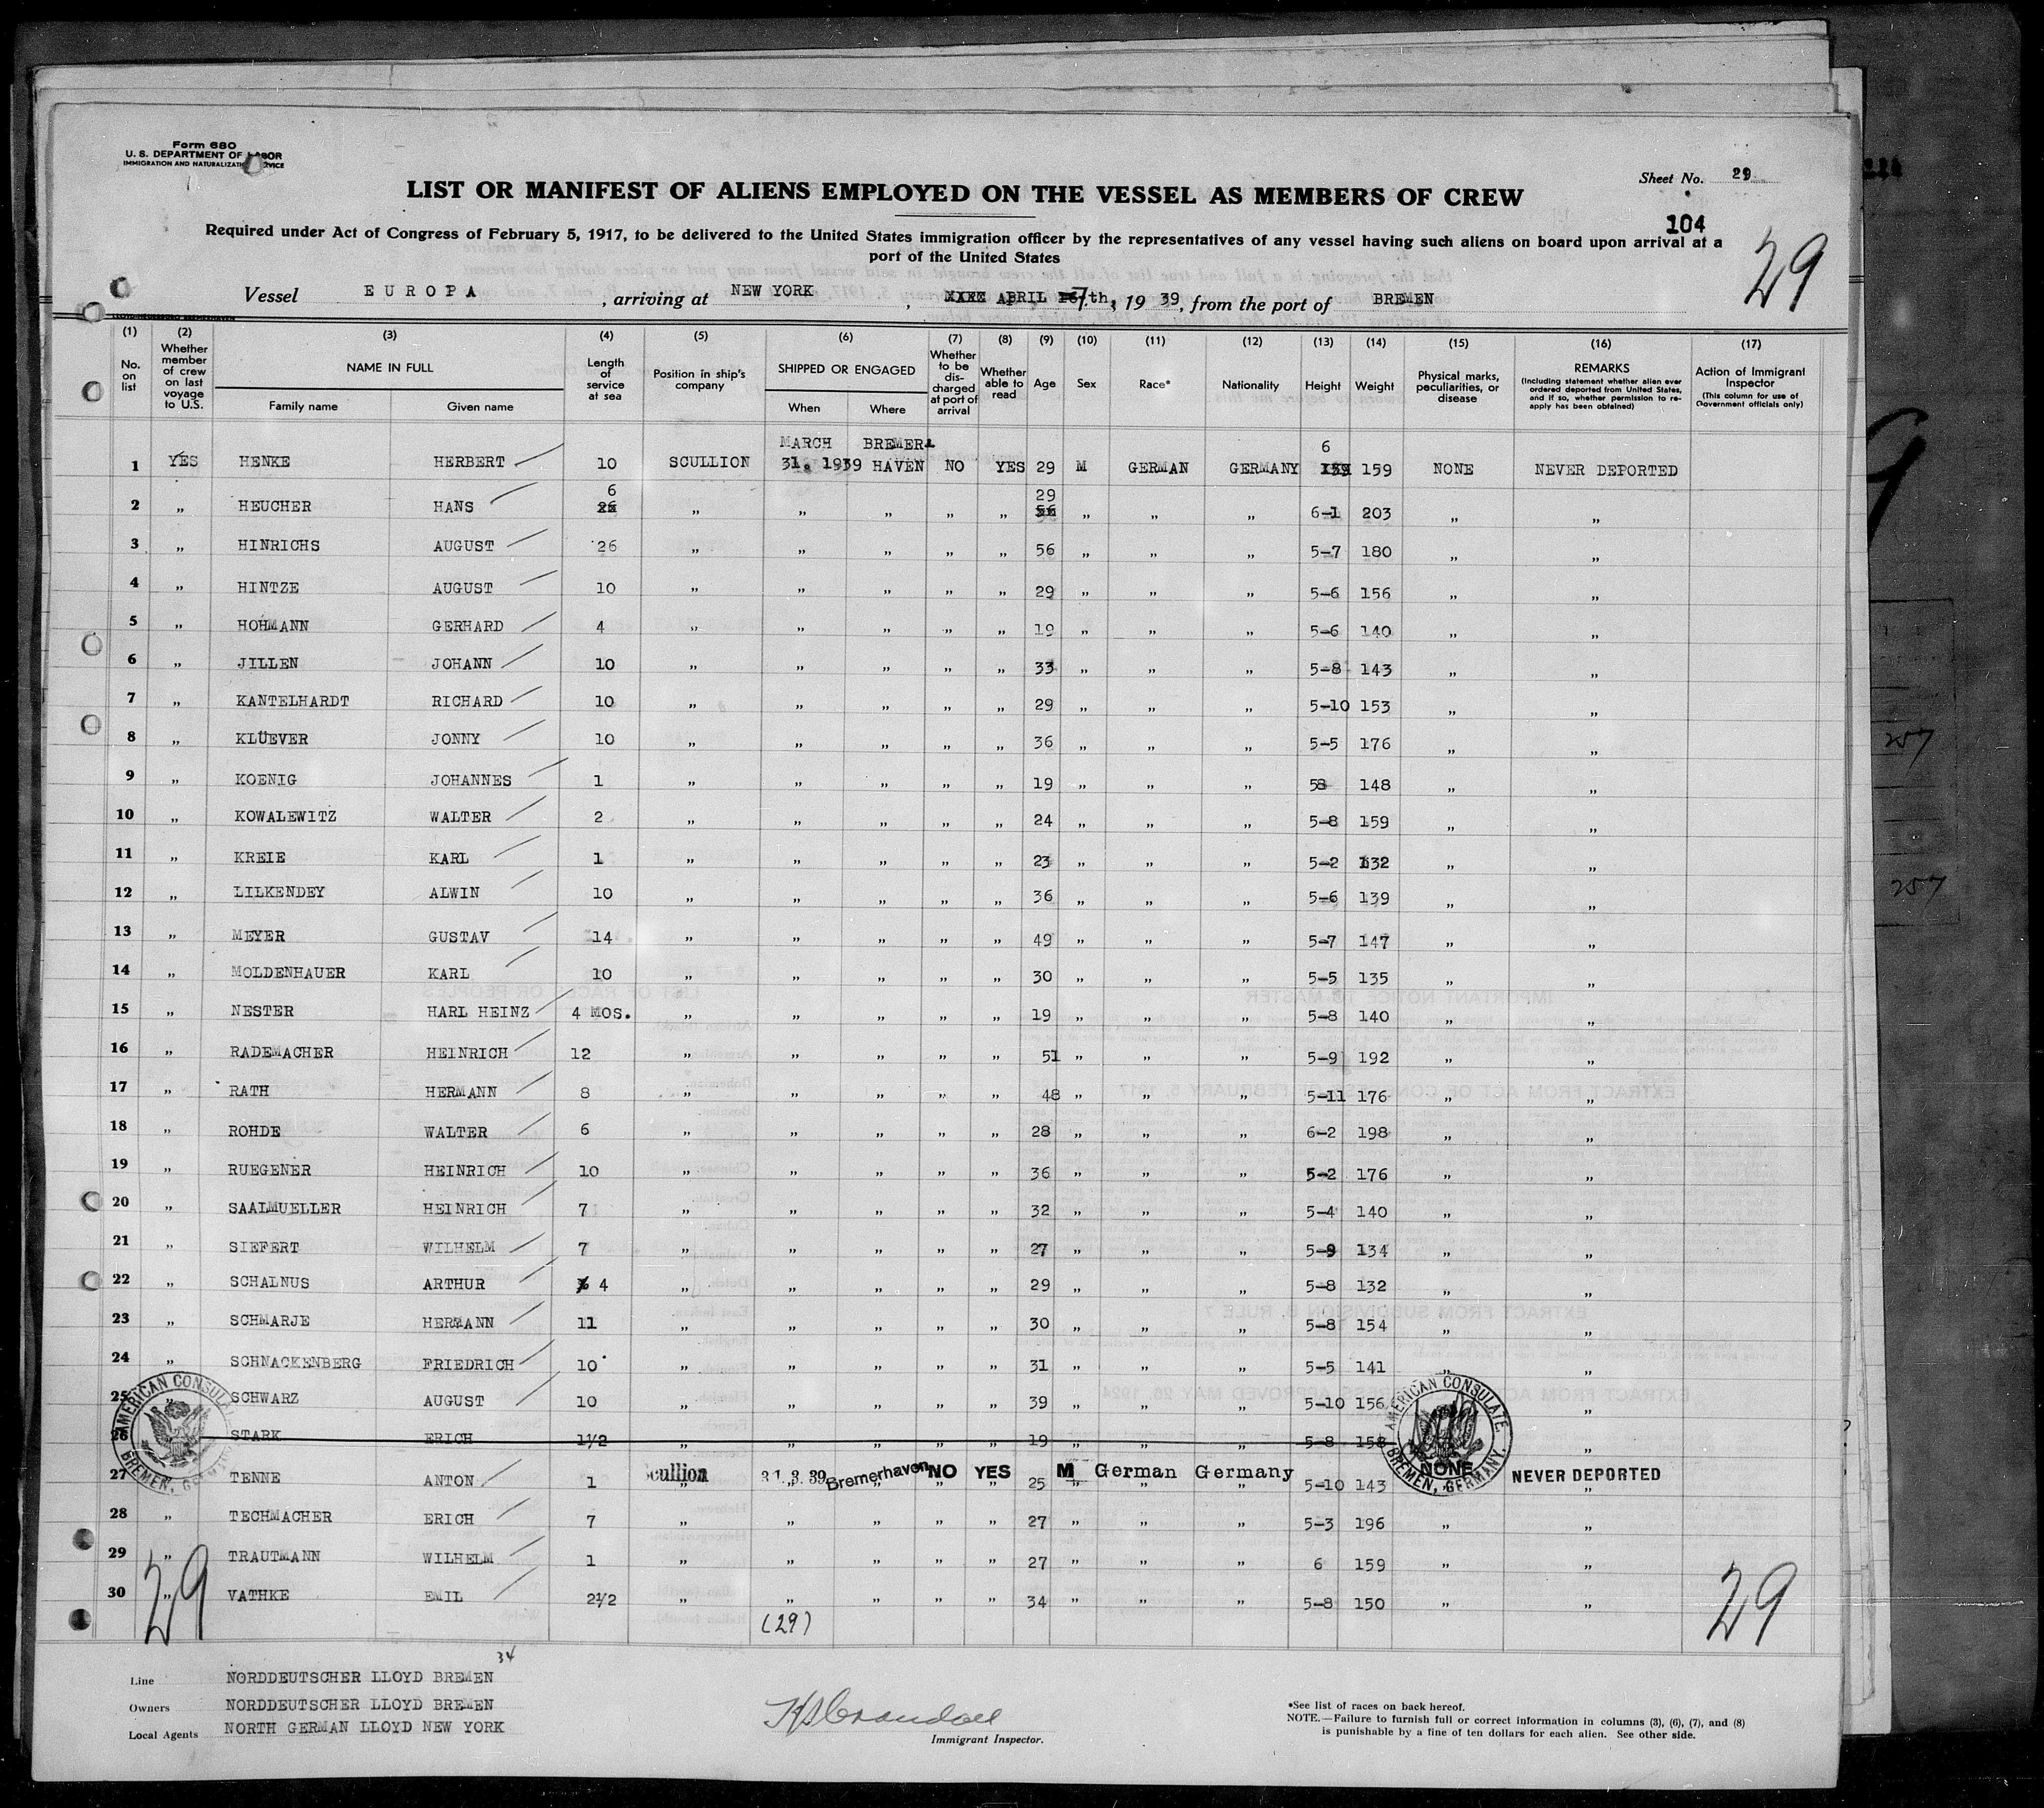 Form 680
U. S. DEPARTMENT OF LABOR
IMMIGRATION AND NATURALIZATION SERVICE
Sheet No. 29
LIST OR MANIFEST OF ALIENS EMPLOYED ON THE VESSEL AS MEMBERS OF CREW
104
Required under Act of Congress of February 5, 1917, to be delivered to the United States immigration officer by the representatives of any vessel having such aliens on board upon arrival at a
port of the United States
29
Vessel EUROPA, arriving at NEW YORK, APRIL 7.th, 1939, from the port of BREMEN
(1) (2) (3) (4) (5) (6) (7) (8) (9) (10) (11) (12) (13) (14) (15) (16) (17)
No. on list
Whether member of crew on last voyage to U.S.
NAME IN FULL
Family name
Given name
Length of service at sea
Position in ship's company
SHIPPED OR ENGAGED
When
Where
Whether to be discharged at port of arrival
Whether able to read
Age
Sex
Race*
Nationality
Height
Weight
Physical marks, peculiarities, or disease
REMARKS
(Including statement whether alien ever ordered deported from United States, and if so, whether permission to reapply has been obtained)
Action of Immigrant Inspector
(This column for use of Government officials only)
1 YES HENKE HERBERT 10 SCULLION MARCH 31. 1939 BREMERHAVEN NO YES 29 M GERMAN GERMANY 6 159 NONE NEVER DEPORTED
2 " HEUCHER HANS 6 " " " " " 29 " " " 6-1 203 " "
3 " HINRICHS AUGUST 26 " " " " " 56 " " " 5-7 180 " "
4 " HINTZE AUGUST 10 " " " " " 29 " " " 5-6 156 " "
5 " HOHMANN GERHARD 4 " " " " " 19 " " " 5-6 140 " "
6 " JILLEN JOHANN 10 " " " " " 33 " " " 5-8 143 " "
7 " KANTELHARDT RICHARD 10 " " " " " 29 " " " 5-10 153 " "
8 " KLÜEVER JONNY 10 " " " " " 36 " " " 5-5 176 " "
9 " KOENIG JOHANNES 1 " " " " " 19 " " " 58 148 " "
10 " KOWALEWITZ WALTER 2 " " " " " 24 " " " 5-8 159 " "
11 " KREIE KARL 1 " " " " " 23 " " " 5-2 132 " "
12 " LILKENDEY ALWIN 10 " " " " " 36 " " " 5-6 139 " "
13 " MEYER GUSTAV 14 " " " " " 49 " " " 5-7 147 " "
14 " MOLDENHAUER KARL 10 " " " " " 30 " " " 5-5 135 " "
15 " NESTER HARL HEINZ 4 MOS. " " " " " 19 " " " 5-8 140 " "
16 " RADEMACHER HEINRICH 12 " " " " " 51 " " " 5-9 192 " "
17 " RATH HERMANN 8 " " " " " 48 " " " 5-11 176 " "
18 " ROHDE WALTER 6 " " " " " 28 " " " 6-2 198 " "
19 " RUEGENER HEINRICH 10 " " " " " 36 " " " 5-2 176 " "
20 " SAALMUELLER HEINRICH 7 " " " " " 32 " " " 5-4 140 " "
21 " SIEFERT WILHELM 7 " " " " " 27 " " " 5-9 134 " "
22 " SCHALNUS ARTHUR 4 " " " " " 29 " " " 5-8 132 " "
23 " SCHMARJE HERMANN 11 " " " " " 30 " " " 5-8 154 " "
24 " SCHNACKENBERG FRIEDRICH 10 " " " " " 31 " " " 5-5 141 " "
25 " SCHWARZ AUGUST 10 " " " " " 39 " " " 5-10 156 "
26 STARK ERICH 1½ " " " " " 19 " " " 5-8 158 "
27 TENNE ANTON 1 Scullion 31.3.39 Bremerhaven NO YES 25 M German Germany 5-10 143 NONE NEVER DEPORTED
28 " TECHMACHER ERICH 7 " " " " " 27 " " " 5-3 196 " "
29 " TRAUTMANN WILHELM 1 " " " " " 27 " " " 6 159 " "
30 " VATHKE EMIL 2½ " " " " " 34 " " " 5-8 150 " "
AMERICAN CONSULATE BREMEN, GERMANY.
AMERICAN CONSULATE BREMEN, GERMANY.
29
(29)
29
34
Line NORDDEUTSCHER LLOYD BREMEN
Owners NORDDEUTSCHER LLOYD BREMEN
Local Agents NORTH GERMAN LLOYD NEW YORK
Immigrant Inspector.
*See list of races on back hereof.
NOTE.—Failure to furnish full or correct information in columns (3), (6), (7), and (8)
is punishable by a fine of ten dollars for each alien. See other side.
257
257